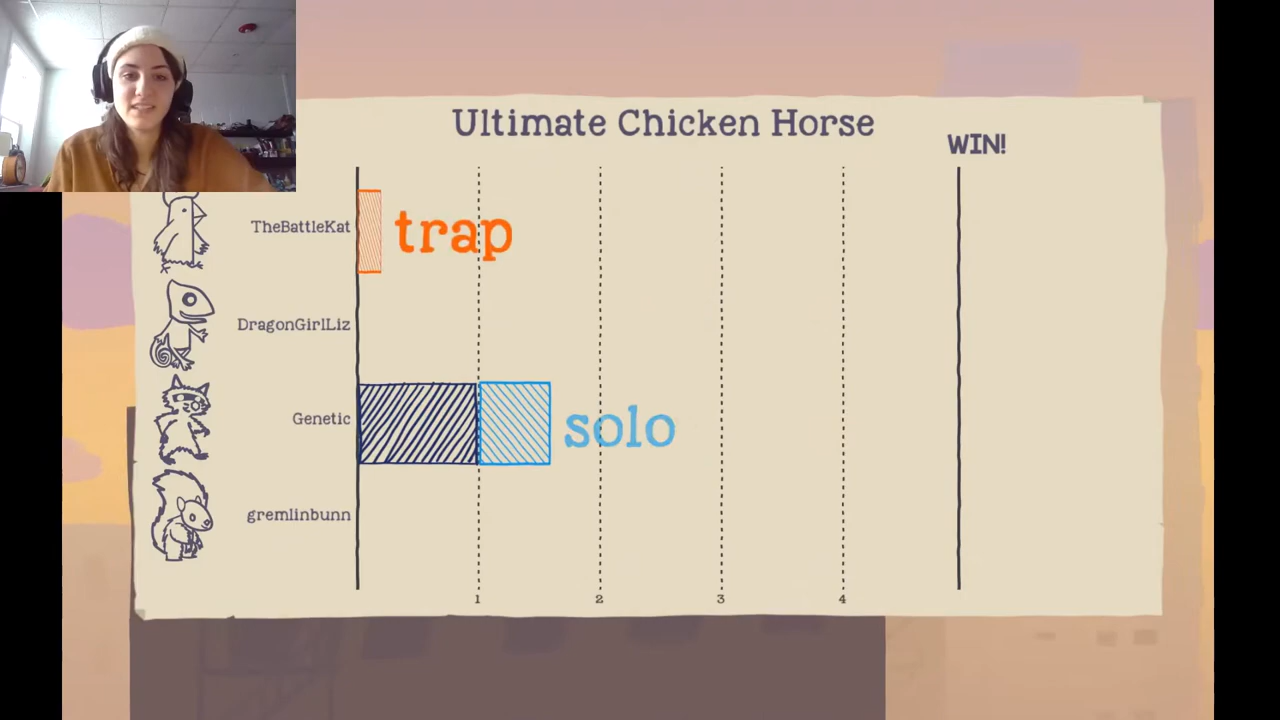 Ultimate Chicken Horse
WIN!
TheBattleKat
trap
DragonGirlLiz
Genetic
solo
gremlinbunn
1 2 3 4